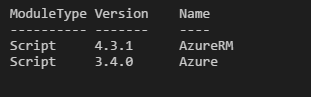 ModuleType Version    Name
---------- -------    ----
Script     4.3.1      AzureRM
Script     3.4.0      Azure